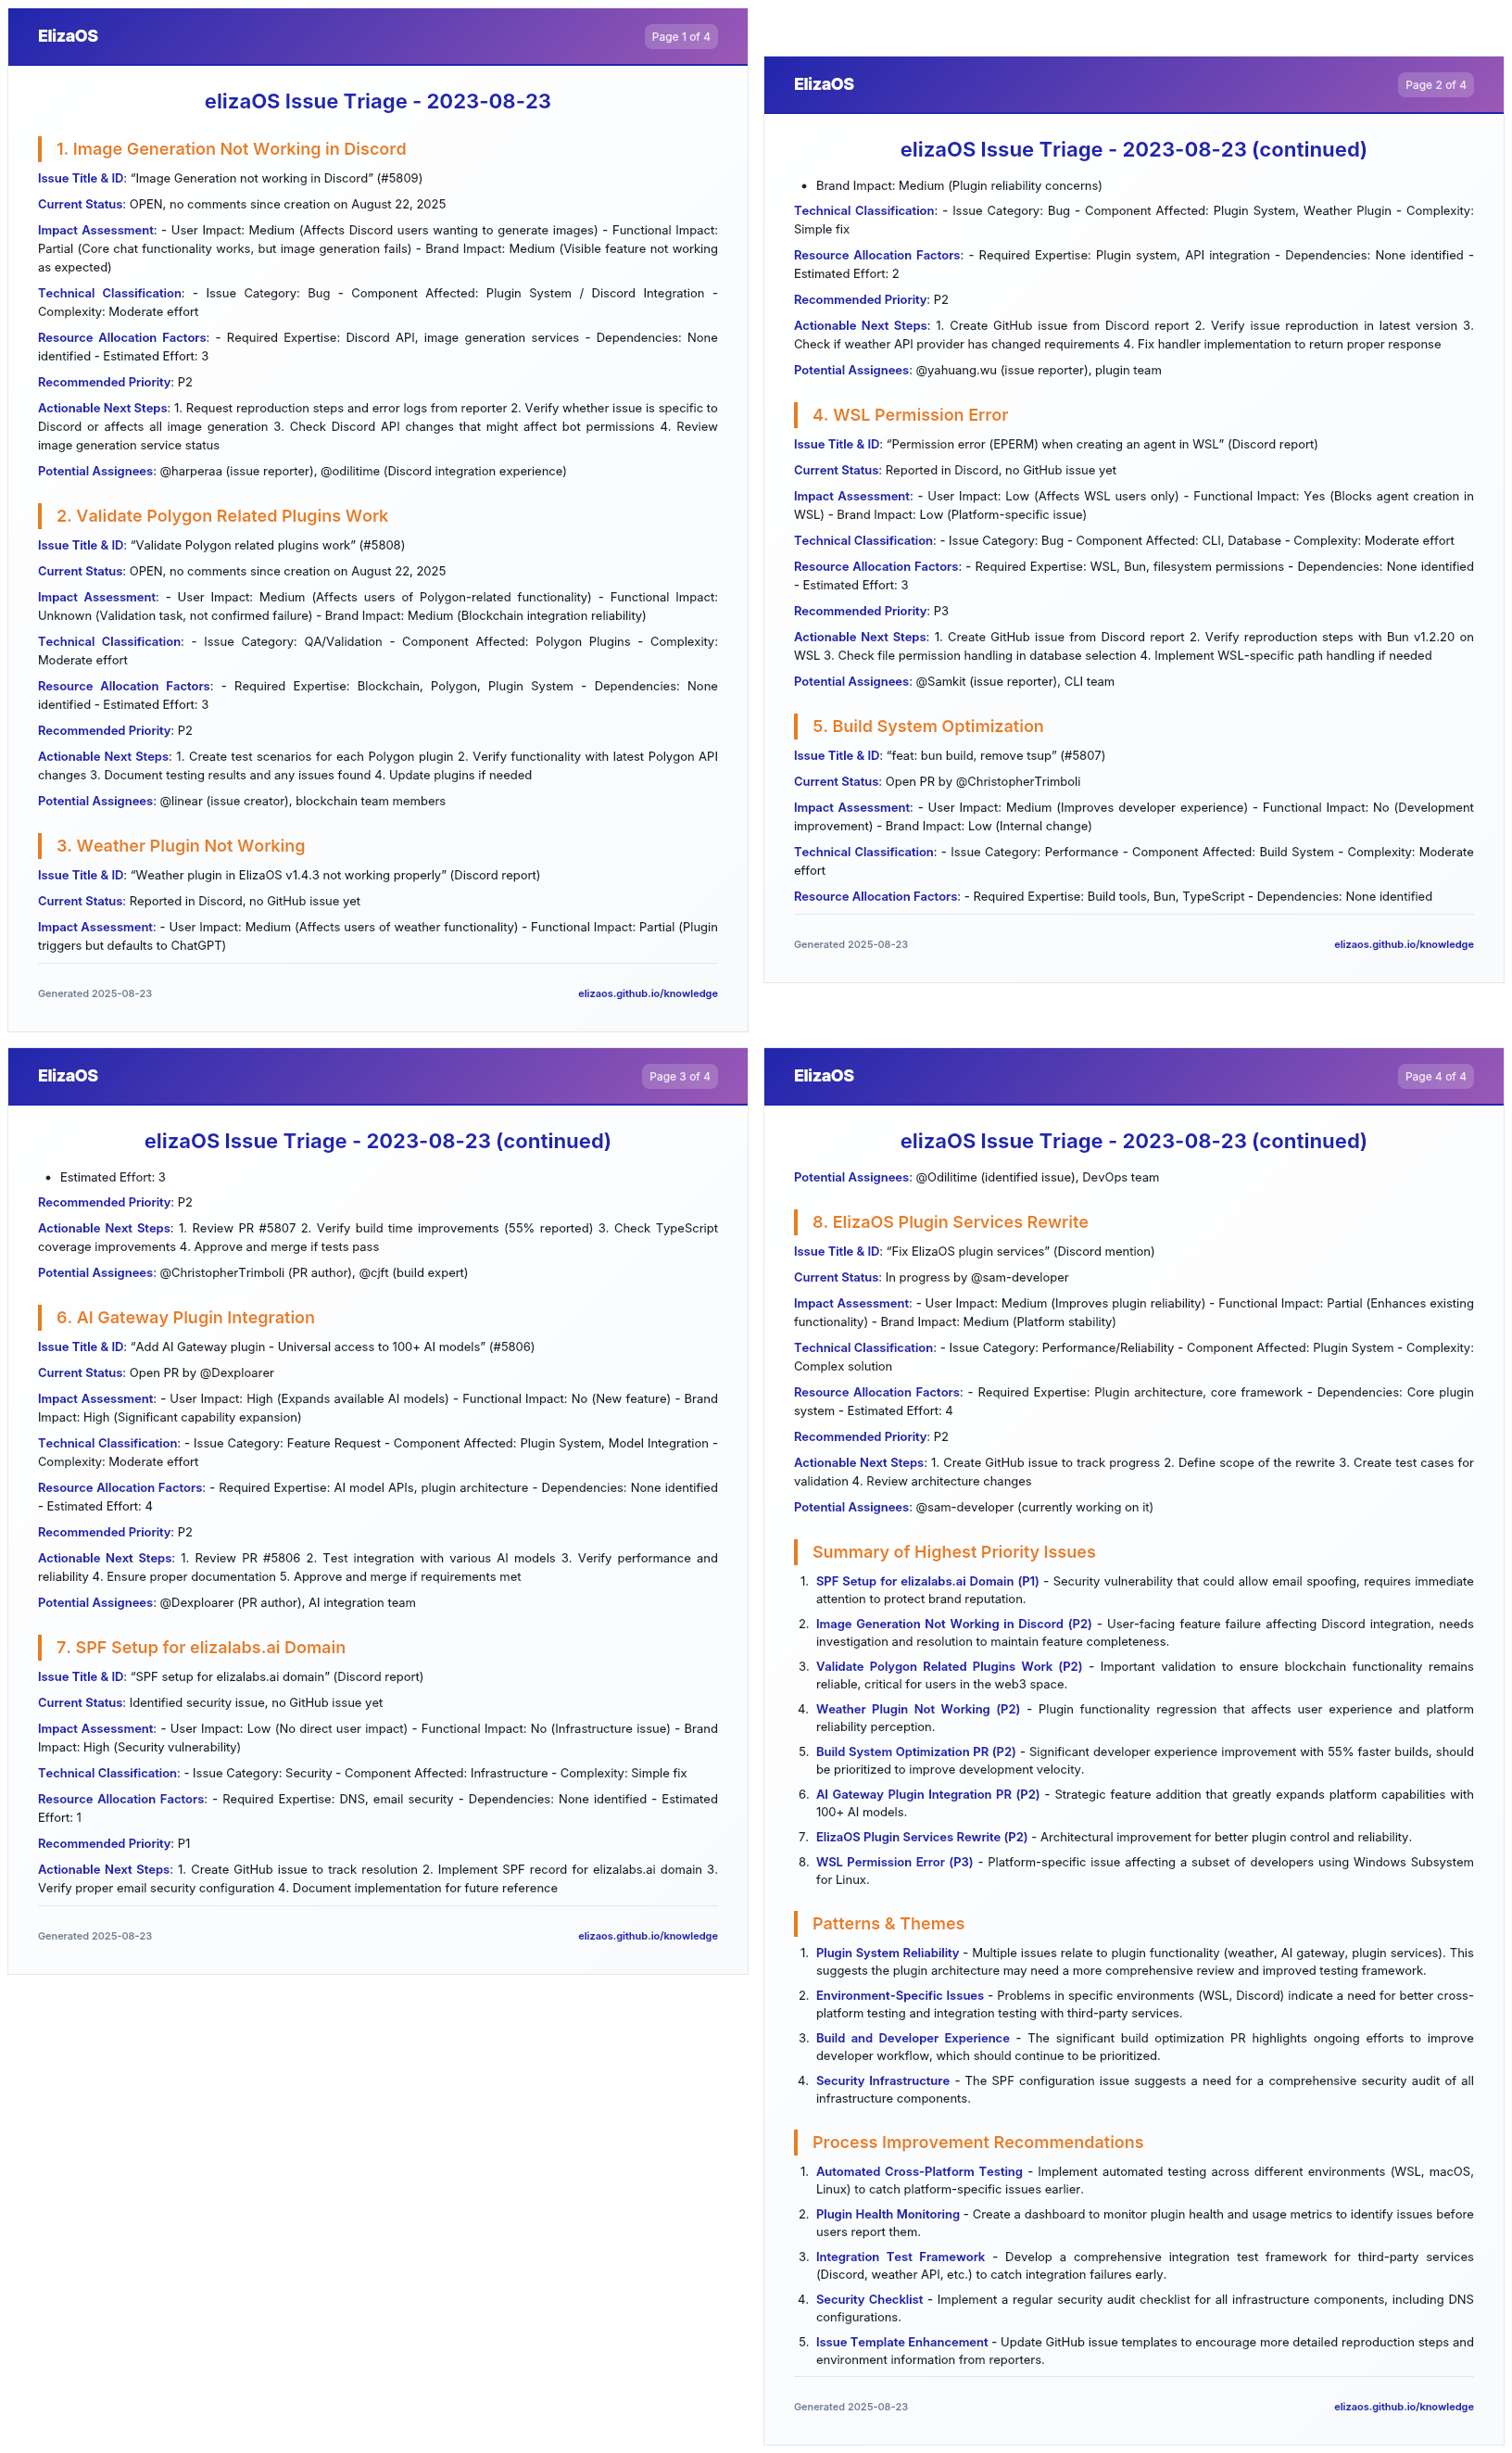 ElizaOS
Page 1 of 4
elizaOS Issue Triage - 2023-08-23
1. Image Generation Not Working in Discord
Issue Title & ID: “Image Generation not working in Discord” (#5809)
Current Status: OPEN, no comments since creation on August 22, 2025
Impact Assessment: - User Impact: Medium (Affects Discord users wanting to generate images) - Functional Impact:
Partial (Core chat functionality works, but image generation fails) - Brand Impact: Medium (Visible feature not working
as expected)
Technical Classification: - Issue Category: Bug - Component Affected: Plugin System / Discord Integration -
Complexity: Moderate effort
Resource Allocation Factors: - Required Expertise: Discord API, image generation services - Dependencies: None
identified - Estimated Effort: 3
Recommended Priority: P2
Actionable Next Steps: 1. Request reproduction steps and error logs from reporter 2. Verify whether issue is specific to
Discord or affects all image generation 3. Check Discord API changes that might affect bot permissions 4. Review
image generation service status
Potential Assignees: @harperaa (issue reporter), @odilitime (Discord integration experience)
2. Validate Polygon Related Plugins Work
Issue Title & ID: “Validate Polygon related plugins work” (#5808)
Current Status: OPEN, no comments since creation on August 22, 2025
Impact Assessment: - User Impact: Medium (Affects users of Polygon-related functionality) - Functional Impact:
Unknown (Validation task, not confirmed failure) - Brand Impact: Medium (Blockchain integration reliability)
Technical Classification: - Issue Category: QA/Validation - Component Affected: Polygon Plugins - Complexity:
Moderate effort
Resource Allocation Factors: - Required Expertise: Blockchain, Polygon, Plugin System - Dependencies: None
identified - Estimated Effort: 3
Recommended Priority: P2
Actionable Next Steps: 1. Create test scenarios for each Polygon plugin 2. Verify functionality with latest Polygon API
changes 3. Document testing results and any issues found 4. Update plugins if needed
Potential Assignees: @linear (issue creator), blockchain team members
3. Weather Plugin Not Working
Issue Title & ID: “Weather plugin in ElizaOS v1.4.3 not working properly” (Discord report)
Current Status: Reported in Discord, no GitHub issue yet
Impact Assessment: - User Impact: Medium (Affects users of weather functionality) - Functional Impact: Partial (Plugin
triggers but defaults to ChatGPT)
Generated 2025-08-23
elizaos.github.io/knowledge
ElizaOS
Page 2 of 4
elizaOS Issue Triage - 2023-08-23 (continued)
• Brand Impact: Medium (Plugin reliability concerns)
Technical Classification: - Issue Category: Bug - Component Affected: Plugin System, Weather Plugin - Complexity:
Simple fix
Resource Allocation Factors: - Required Expertise: Plugin system, API integration - Dependencies: None identified -
Estimated Effort: 2
Recommended Priority: P2
Actionable Next Steps: 1. Create GitHub issue from Discord report 2. Verify issue reproduction in latest version 3.
Check if weather API provider has changed requirements 4. Fix handler implementation to return proper response
Potential Assignees: @yahuang.wu (issue reporter), plugin team
4. WSL Permission Error
Issue Title & ID: “Permission error (EPERM) when creating an agent in WSL” (Discord report)
Current Status: Reported in Discord, no GitHub issue yet
Impact Assessment: - User Impact: Low (Affects WSL users only) - Functional Impact: Yes (Blocks agent creation in
WSL) - Brand Impact: Low (Platform-specific issue)
Technical Classification: - Issue Category: Bug - Component Affected: CLI, Database - Complexity: Moderate effort
Resource Allocation Factors: - Required Expertise: WSL, Bun, filesystem permissions - Dependencies: None identified
- Estimated Effort: 3
Recommended Priority: P3
Actionable Next Steps: 1. Create GitHub issue from Discord report 2. Verify reproduction steps with Bun v1.2.20 on
WSL 3. Check file permission handling in database selection 4. Implement WSL-specific path handling if needed
Potential Assignees: @Samkit (issue reporter), CLI team
5. Build System Optimization
Issue Title & ID: “feat: bun build, remove tsup” (#5807)
Current Status: Open PR by @ChristopherTrimboli
Impact Assessment: - User Impact: Medium (Improves developer experience) - Functional Impact: No (Development
improvement) - Brand Impact: Low (Internal change)
Technical Classification: - Issue Category: Performance - Component Affected: Build System - Complexity: Moderate
effort
Resource Allocation Factors: - Required Expertise: Build tools, Bun, TypeScript - Dependencies: None identified
Generated 2025-08-23
elizaos.github.io/knowledge
ElizaOS
Page 3 of 4
elizaOS Issue Triage - 2023-08-23 (continued)
• Estimated Effort: 3
Recommended Priority: P2
Actionable Next Steps: 1. Review PR #5807 2. Verify build time improvements (55% reported) 3. Check TypeScript
coverage improvements 4. Approve and merge if tests pass
Potential Assignees: @ChristopherTrimboli (PR author), @cjft (build expert)
6. AI Gateway Plugin Integration
Issue Title & ID: “Add AI Gateway plugin - Universal access to 100+ AI models” (#5806)
Current Status: Open PR by @Dexploarer
Impact Assessment: - User Impact: High (Expands available AI models) - Functional Impact: No (New feature) - Brand
Impact: High (Significant capability expansion)
Technical Classification: - Issue Category: Feature Request - Component Affected: Plugin System, Model Integration -
Complexity: Moderate effort
Resource Allocation Factors: - Required Expertise: AI model APIs, plugin architecture - Dependencies: None identified
- Estimated Effort: 4
Recommended Priority: P2
Actionable Next Steps: 1. Review PR #5806 2. Test integration with various AI models 3. Verify performance and
reliability 4. Ensure proper documentation 5. Approve and merge if requirements met
Potential Assignees: @Dexploarer (PR author), AI integration team
7. SPF Setup for elizalabs.ai Domain
Issue Title & ID: “SPF setup for elizalabs.ai domain” (Discord report)
Current Status: Identified security issue, no GitHub issue yet
Impact Assessment: - User Impact: Low (No direct user impact) - Functional Impact: No (Infrastructure issue) - Brand
Impact: High (Security vulnerability)
Technical Classification: - Issue Category: Security - Component Affected: Infrastructure - Complexity: Simple fix
Resource Allocation Factors: - Required Expertise: DNS, email security - Dependencies: None identified - Estimated
Effort: 1
Recommended Priority: P1
Actionable Next Steps: 1. Create GitHub issue to track resolution 2. Implement SPF record for elizalabs.ai domain 3.
Verify proper email security configuration 4. Document implementation for future reference
Generated 2025-08-23
elizaos.github.io/knowledge
ElizaOS
Page 4 of 4
elizaOS Issue Triage - 2023-08-23 (continued)
Potential Assignees: @Odilitime (identified issue), DevOps team
8. ElizaOS Plugin Services Rewrite
Issue Title & ID: “Fix ElizaOS plugin services” (Discord mention)
Current Status: In progress by @sam-developer
Impact Assessment: - User Impact: Medium (Improves plugin reliability) - Functional Impact: Partial (Enhances existing
functionality) - Brand Impact: Medium (Platform stability)
Technical Classification: - Issue Category: Performance/Reliability - Component Affected: Plugin System - Complexity:
Complex solution
Resource Allocation Factors: - Required Expertise: Plugin architecture, core framework - Dependencies: Core plugin
system - Estimated Effort: 4
Recommended Priority: P2
Actionable Next Steps: 1. Create GitHub issue to track progress 2. Define scope of the rewrite 3. Create test cases for
validation 4. Review architecture changes
Potential Assignees: @sam-developer (currently working on it)
Summary of Highest Priority Issues
1. SPF Setup for elizalabs.ai Domain (P1) - Security vulnerability that could allow email spoofing, requires immediate
attention to protect brand reputation.
2. Image Generation Not Working in Discord (P2) - User-facing feature failure affecting Discord integration, needs
investigation and resolution to maintain feature completeness.
3. Validate Polygon Related Plugins Work (P2) - Important validation to ensure blockchain functionality remains
reliable, critical for users in the web3 space.
4. Weather Plugin Not Working (P2) - Plugin functionality regression that affects user experience and platform
reliability perception.
5. Build System Optimization PR (P2) - Significant developer experience improvement with 55% faster builds, should
be prioritized to improve development velocity.
6. AI Gateway Plugin Integration PR (P2) - Strategic feature addition that greatly expands platform capabilities with
100+ AI models.
7. ElizaOS Plugin Services Rewrite (P2) - Architectural improvement for better plugin control and reliability.
8. WSL Permission Error (P3) - Platform-specific issue affecting a subset of developers using Windows Subsystem
for Linux.
Patterns & Themes
1. Plugin System Reliability - Multiple issues relate to plugin functionality (weather, AI gateway, plugin services). This
suggests the plugin architecture may need a more comprehensive review and improved testing framework.
2. Environment-Specific Issues - Problems in specific environments (WSL, Discord) indicate a need for better cross-
platform testing and integration testing with third-party services.
3. Build and Developer Experience - The significant build optimization PR highlights ongoing efforts to improve
developer workflow, which should continue to be prioritized.
4. Security Infrastructure - The SPF configuration issue suggests a need for a comprehensive security audit of all
infrastructure components.
Process Improvement Recommendations
1. Automated Cross-Platform Testing - Implement automated testing across different environments (WSL, macOS,
Linux) to catch platform-specific issues earlier.
2. Plugin Health Monitoring - Create a dashboard to monitor plugin health and usage metrics to identify issues before
users report them.
3. Integration Test Framework - Develop a comprehensive integration test framework for third-party services
(Discord, weather API, etc.) to catch integration failures early.
4. Security Checklist - Implement a regular security audit checklist for all infrastructure components, including DNS
configurations.
5. Issue Template Enhancement - Update GitHub issue templates to encourage more detailed reproduction steps and
environment information from reporters.
Generated 2025-08-23
elizaos.github.io/knowledge